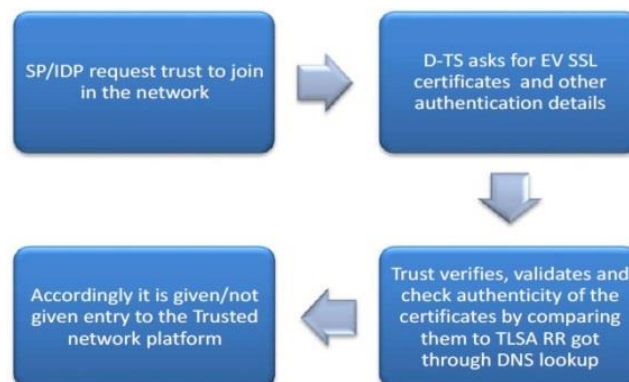 SP/IDP request trust to join
in the network
D-TS asks for EV SSL
certificates and other
authentication details
Trust verifies, validates and
check authenticity of the
certificates by comparing
them to TLSA RR got
through DNS lookup
Accordingly it is given/not
given entry to the Trusted
network platform